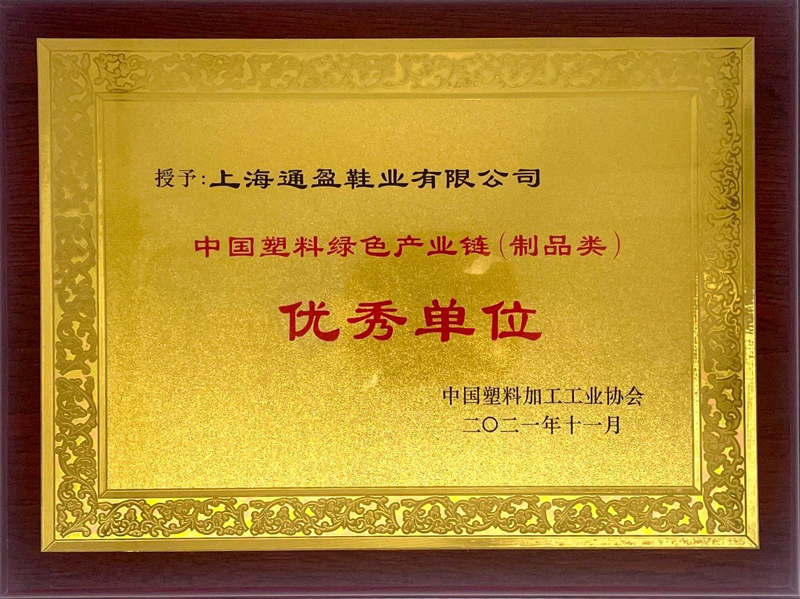 授予:上海通盈鞋业有限公司
中国塑料绿色产业链(制品类)
优秀单位
中国塑料加工工业协会
二〇二一年十一月